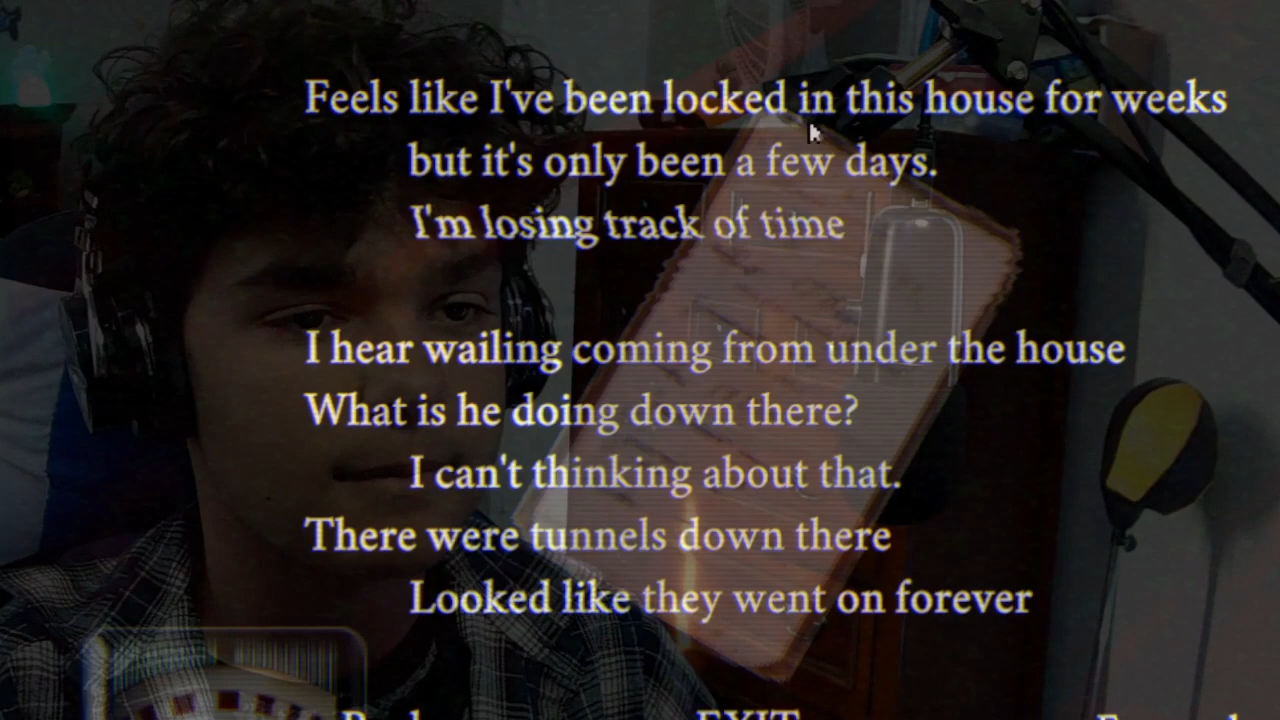 Feels like I've been locked in this house for weeks
but it's only been a few days.
I'm losing track of time
I hear wailing coming from under the house
What is he doing down there?
I can't thinking about that.
There were tunnels down there
Looked like they went on forever
EXIT